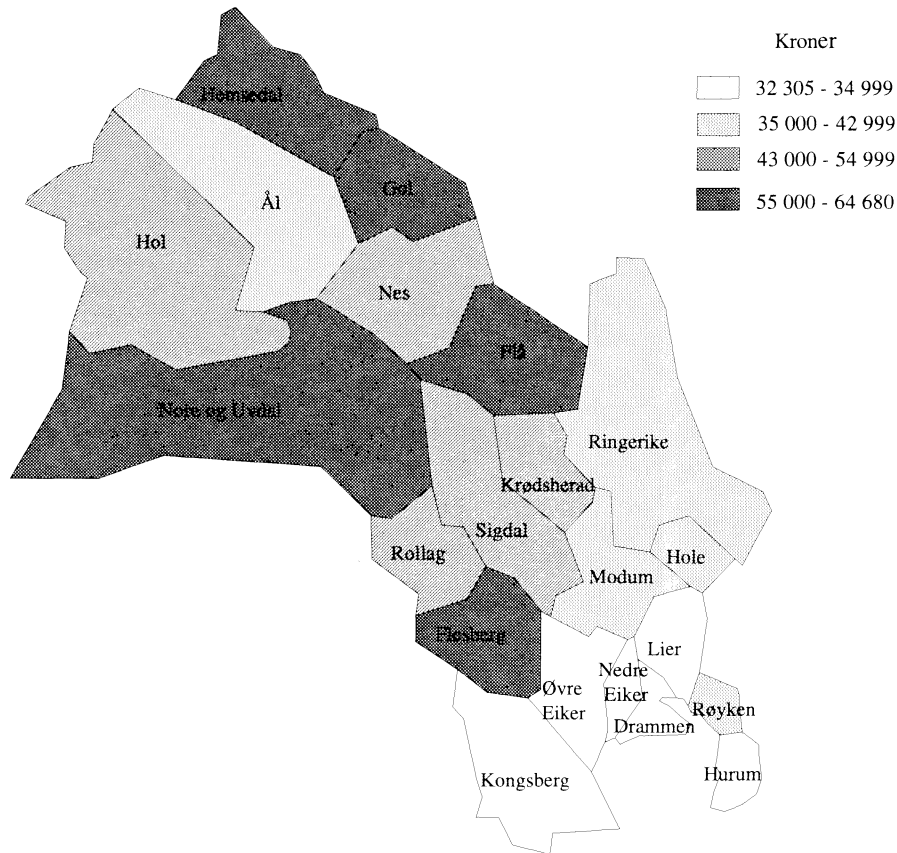 Kroner
32 305 - 34 999
35 000 - 42 999
43 000 - 54 999
55 000 - 64 680
Hemsedal
Gol
Ål
Hol
Nes
Flå
Nore og Uvdal
Ringerike
Krødsherad
Sigdal
Rollag
Hole
Modum
Flesberg
Lier
Nedre
Eiker
Øvre
Eiker
Røyken
Drammen
Hurum
Kongsberg